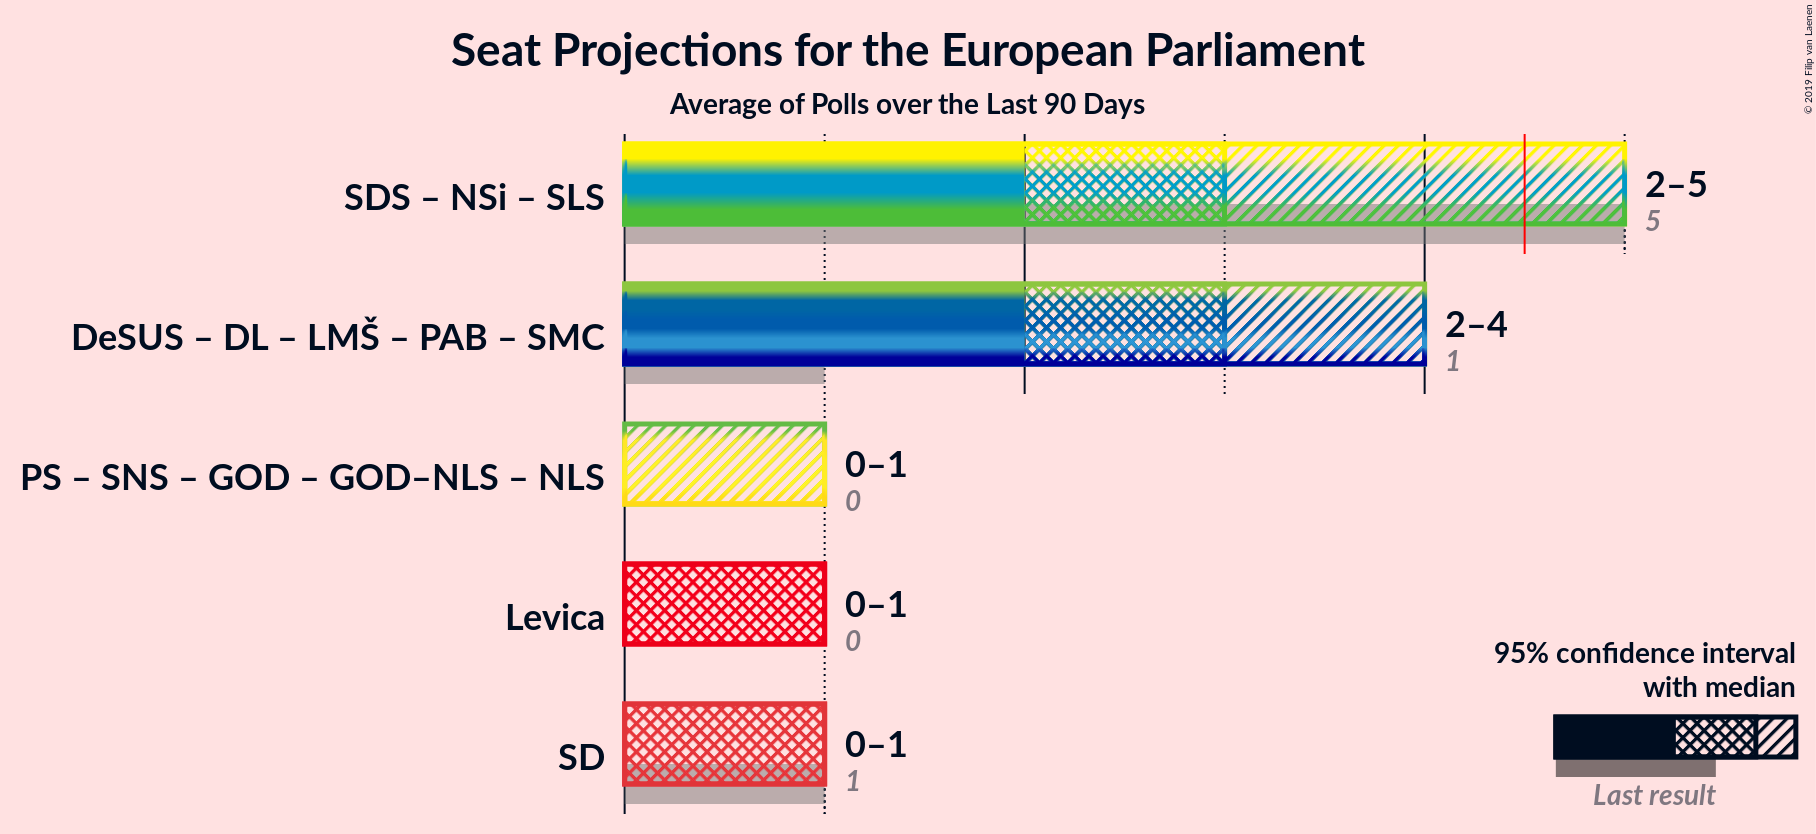 Seat Projections for the European Parliament
Average of Polls over the Last 90 Days
© 2019 Filip van Laenen
SDS – NSi – SLS
2–5
5
DeSUS – DL – LMŠ – PAB – SMC
2–4
1
PS – SNS – GOD – GOD–NLS – NLS
0–1
0
Levica
0–1
0
SD
0–1
1
95% confidence interval
with median
Last result